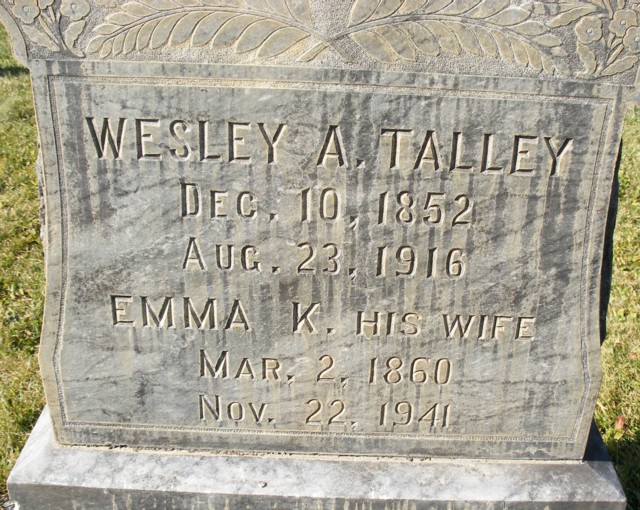 WESLEY A. TALLEY
DEC. 10, 1852
AUG. 23, 1916
EMMA K. HIS WIFE
MAR. 2, 1860
NOV. 22, 1941